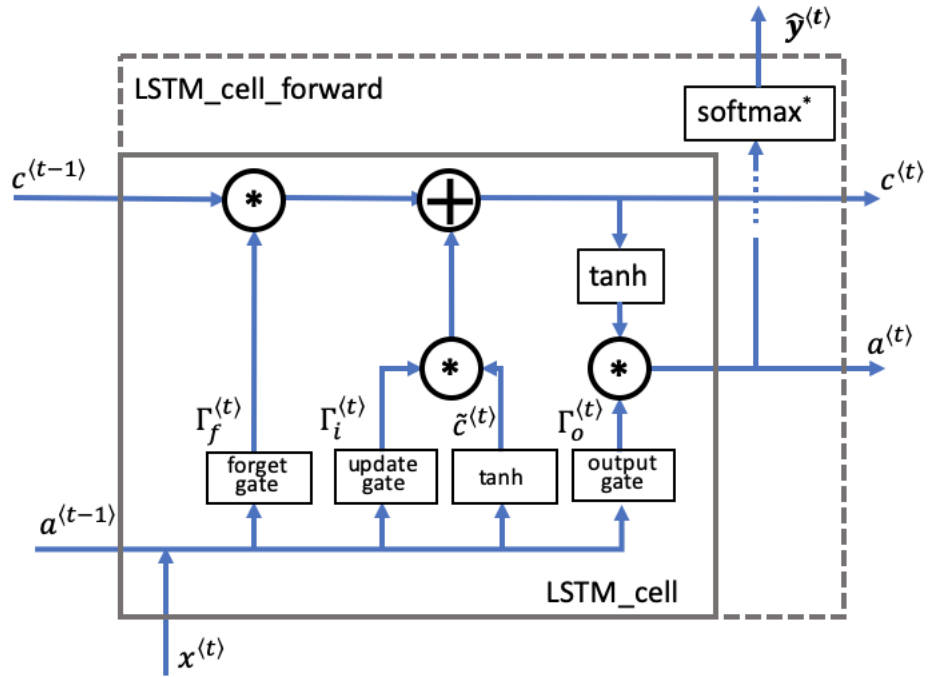 ŷ⟨t⟩
LSTM_cell_forward
softmax*
c⟨t−1⟩
*
+
c⟨t⟩
tanh
a⟨t⟩
*
*
Γf⟨t⟩
Γi⟨t⟩
c̃⟨t⟩
Γo⟨t⟩
forget
gate
update
gate
tanh
output
gate
a⟨t−1⟩
LSTM_cell
x⟨t⟩